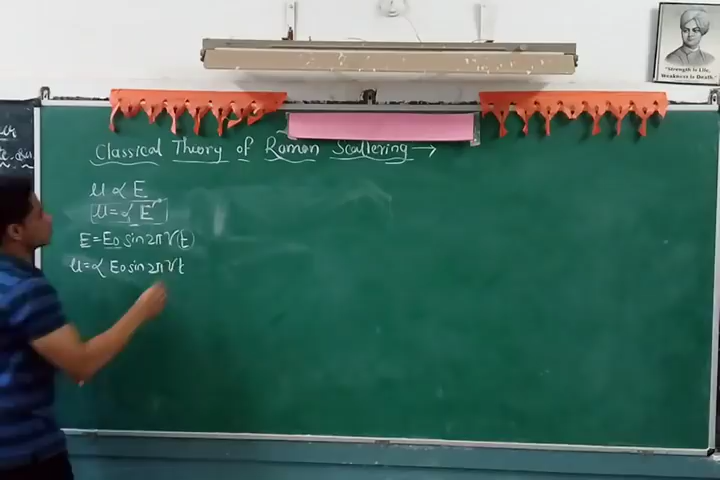 Classical Theory of Raman Scattering →
μ ∝ E
μ = α E
E = E0 sin 2π ν(t)
μ = α E0 sin 2π ν t
"Strength is Life,
Weakness is Death."